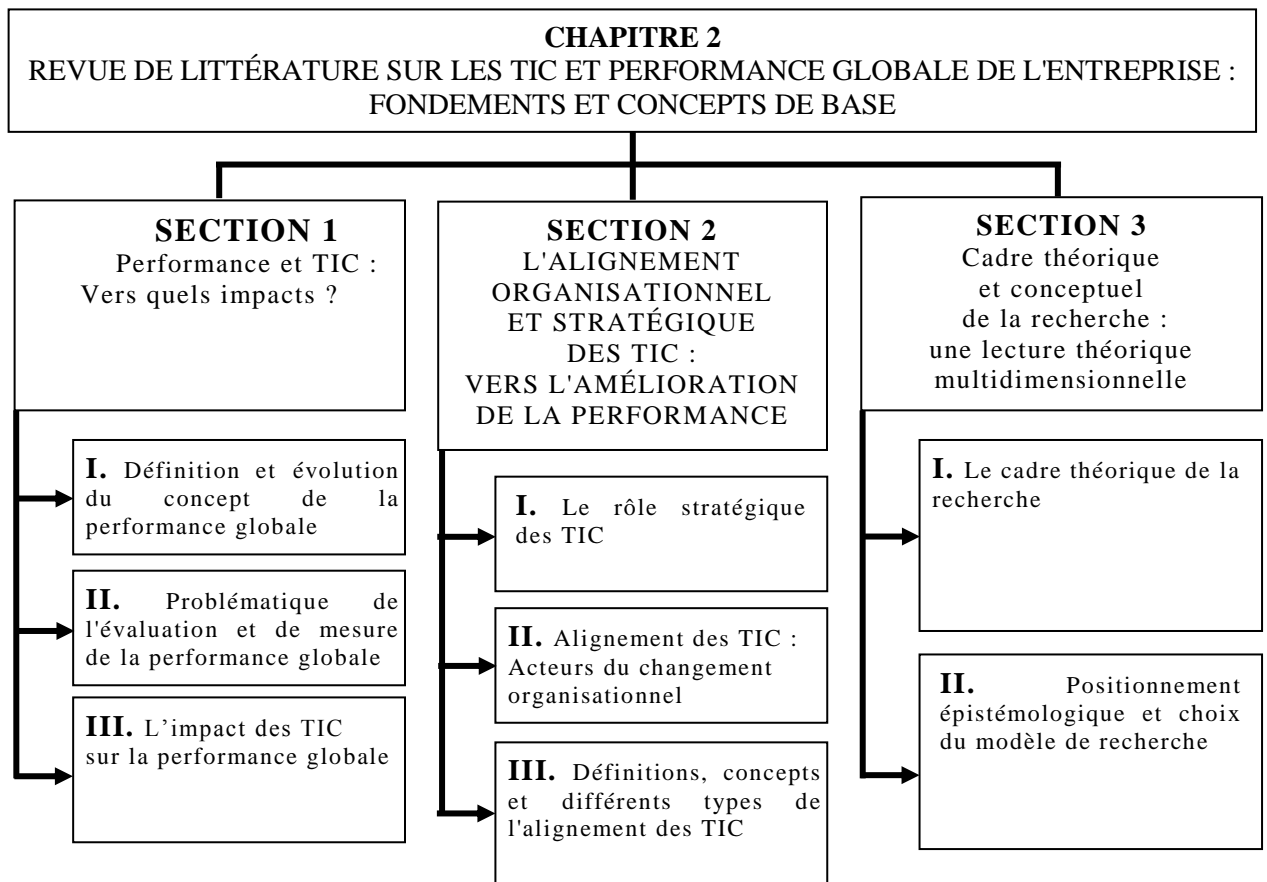 CHAPITRE 2
REVUE DE LITTÉRATURE SUR LES TIC ET PERFORMANCE GLOBALE DE L'ENTREPRISE :
FONDEMENTS ET CONCEPTS DE BASE
SECTION 1
Performance et TIC :
Vers quels impacts ?
I. Définition et évolution
du concept de la
performance globale
II. Problématique de
l'évaluation et de mesure
de la performance globale
III. L’impact des TIC
sur la performance globale
SECTION 2
L'ALIGNEMENT
ORGANISATIONNEL
ET STRATÉGIQUE
DES TIC :
VERS L'AMÉLIORATION
DE LA PERFORMANCE
I. Le rôle stratégique
des TIC
II. Alignement des TIC :
Acteurs du changement
organisationnel
III. Définitions, concepts
et différents types de
l'alignement des TIC
SECTION 3
Cadre théorique
et conceptuel
de la recherche :
une lecture théorique
multidimensionnelle
I. Le cadre théorique de la
recherche
II. Positionnement
épistémologique et choix
du modèle de recherche